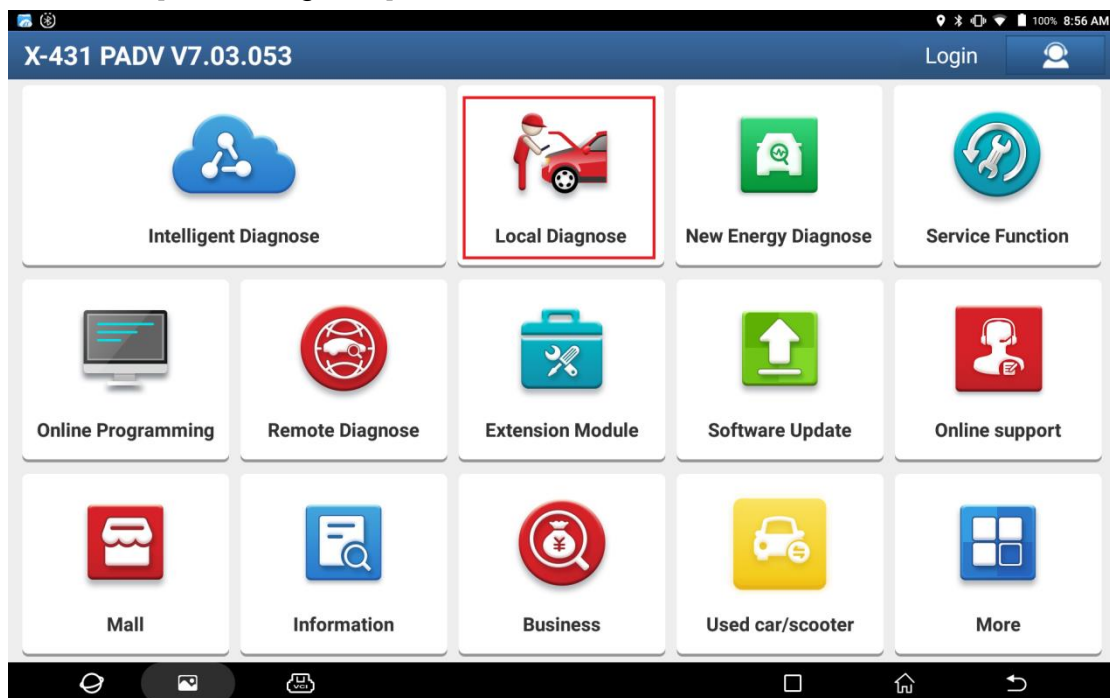 100% 8:56 AM
X-431 PADV V7.03.053 Login
Intelligent Diagnose Local Diagnose New Energy Diagnose Service Function
Online Programming Remote Diagnose Extension Module Software Update Online support
¥
Mall Information Business Used car/scooter More
VCI